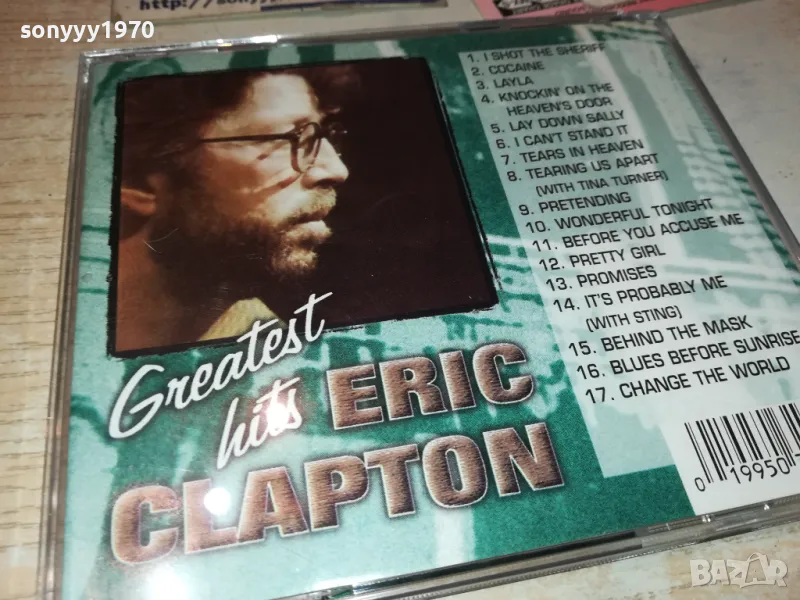 sonyyy1970
1. I SHOT THE SHERIFF
2. COCAINE
3. LAYLA
4. KNOCKIN' ON THE
HEAVEN'S DOOR
5. LAY DOWN SALLY
6. I CAN'T STAND IT
7. TEARS IN HEAVEN
8. TEARING US APART
(WITH TINA TURNER)
9. PRETENDING
10. WONDERFUL TONIGHT
11. BEFORE YOU ACCUSE ME
12. PRETTY GIRL
13. PROMISES
14. IT'S PROBABLY ME
(WITH STING)
15. BEHIND THE MASK
16. BLUES BEFORE SUNRISE
17. CHANGE THE WORLD
Greatest
hits ERIC
CLAPTON
0 19950
BAZAR